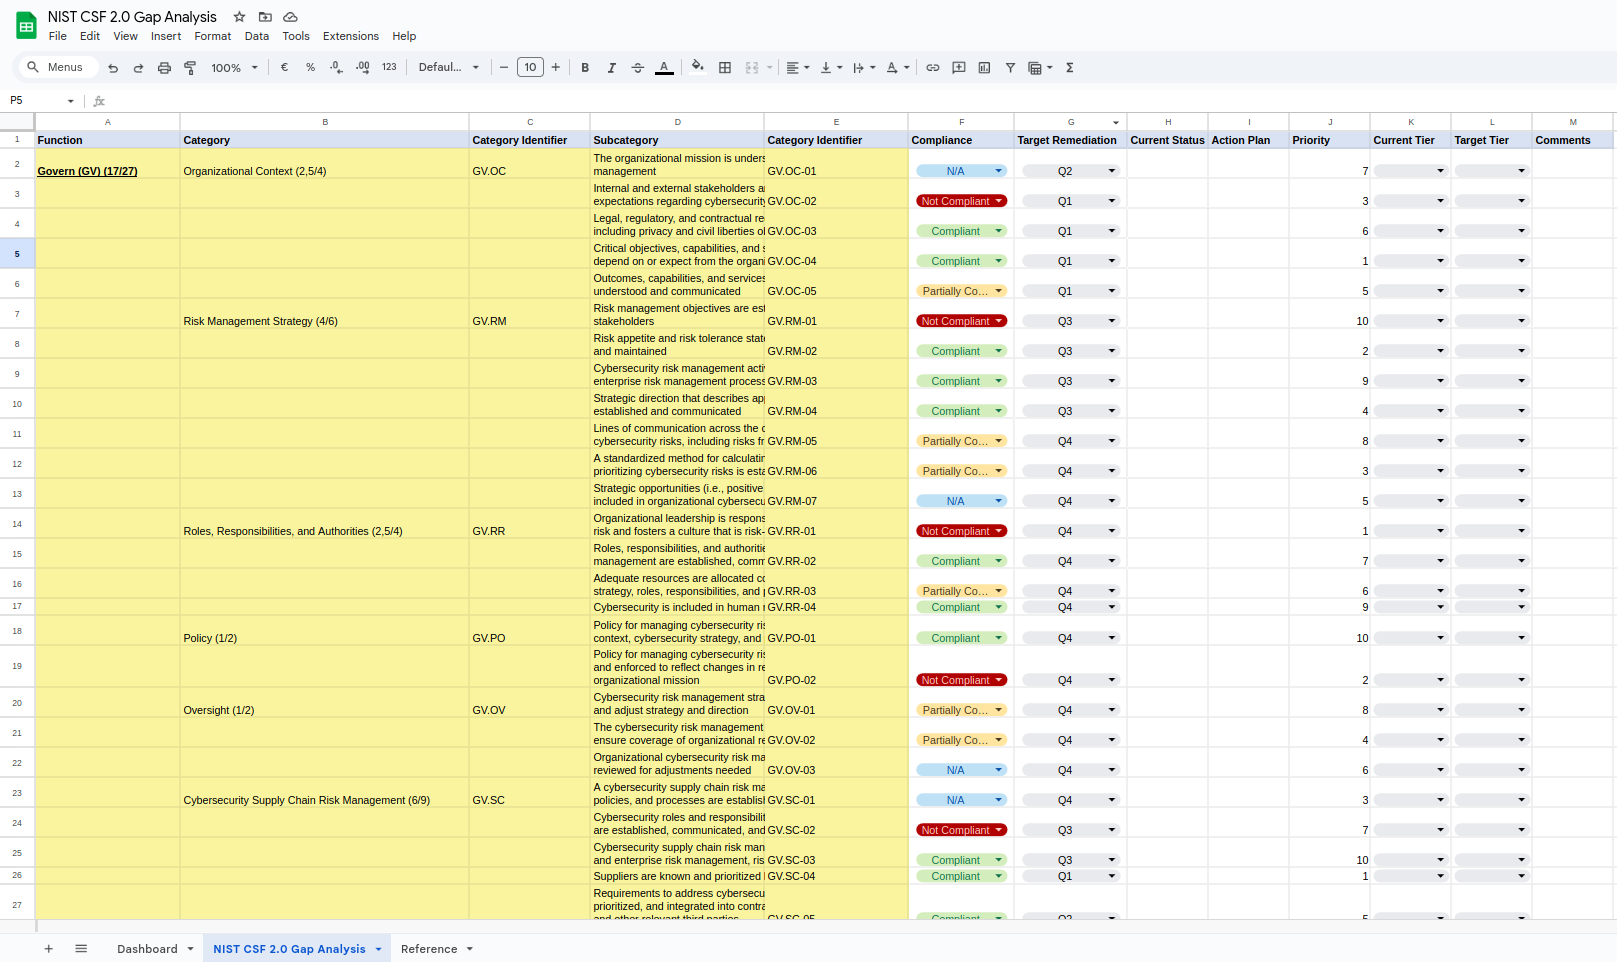 NIST CSF 2.0 Gap Analysis
File Edit View Insert Format Data Tools Extensions Help
Menus 100% € % .0 .00 123 Defaul... 10 B I A Σ
P5 fx
A B C D E F G H I J K L M
1 Function Category Category Identifier Subcategory Category Identifier Compliance Target Remediation Current Status Action Plan Priority Current Tier Target Tier Comments
2 Govern (GV) (17/27) Organizational Context (2,5/4) GV.OC The organizational mission is unders
management GV.OC-01 N/A Q2 7
3 Internal and external stakeholders a
expectations regarding cybersecurity GV.OC-02 Not Compliant Q1 3
4 Legal, regulatory, and contractual re
including privacy and civil liberties o GV.OC-03 Compliant Q1 6
5 Critical objectives, capabilities, and s
depend on or expect from the organi GV.OC-04 Compliant Q1 1
6 Outcomes, capabilities, and services
understood and communicated GV.OC-05 Partially Co... Q1 5
7 Risk Management Strategy (4/6) GV.RM Risk management objectives are est
stakeholders GV.RM-01 Not Compliant Q3 10
8 Risk appetite and risk tolerance state
and maintained GV.RM-02 Compliant Q3 2
9 Cybersecurity risk management activ
enterprise risk management process GV.RM-03 Compliant Q3 9
10 Strategic direction that describes app
established and communicated GV.RM-04 Compliant Q3 4
11 Lines of communication across the o
cybersecurity risks, including risks fr GV.RM-05 Partially Co... Q4 8
12 A standardized method for calculatin
prioritizing cybersecurity risks is esta GV.RM-06 Partially Co... Q4 3
13 Strategic opportunities (i.e., positive
included in organizational cybersecu GV.RM-07 N/A Q4 5
14 Roles, Responsibilities, and Authorities (2,5/4) GV.RR Organizational leadership is respons
risk and fosters a culture that is risk- GV.RR-01 Not Compliant Q4 1
15 Roles, responsibilities, and authoritie
management are established, comm GV.RR-02 Compliant Q4 7
16 Adequate resources are allocated co
strategy, roles, responsibilities, and p GV.RR-03 Partially Co... Q4 6
17 Cybersecurity is included in human r GV.RR-04 Compliant Q4 9
18 Policy (1/2) GV.PO Policy for managing cybersecurity ris
context, cybersecurity strategy, and GV.PO-01 Compliant Q4 10
19 Policy for managing cybersecurity ris
and enforced to reflect changes in re
organizational mission GV.PO-02 Not Compliant Q4 2
20 Oversight (1/2) GV.OV Cybersecurity risk management stra
and adjust strategy and direction GV.OV-01 Partially Co... Q4 8
21 The cybersecurity risk management
ensure coverage of organizational re GV.OV-02 Partially Co... Q4 4
22 Organizational cybersecurity risk ma
reviewed for adjustments needed GV.OV-03 N/A Q4 6
23 Cybersecurity Supply Chain Risk Management (6/9) GV.SC A cybersecurity supply chain risk ma
policies, and processes are establish GV.SC-01 N/A Q4 3
24 Cybersecurity roles and responsibilit
are established, communicated, and GV.SC-02 Not Compliant Q3 7
25 Cybersecurity supply chain risk man
and enterprise risk management, ris GV.SC-03 Compliant Q3 10
26 Suppliers are known and prioritized GV.SC-04 Compliant Q1 1
27 Requirements to address cybersecu
prioritized, and integrated into contra
and other relevant third parties GV.SC-05 Compliant Q2 5
Dashboard NIST CSF 2.0 Gap Analysis Reference